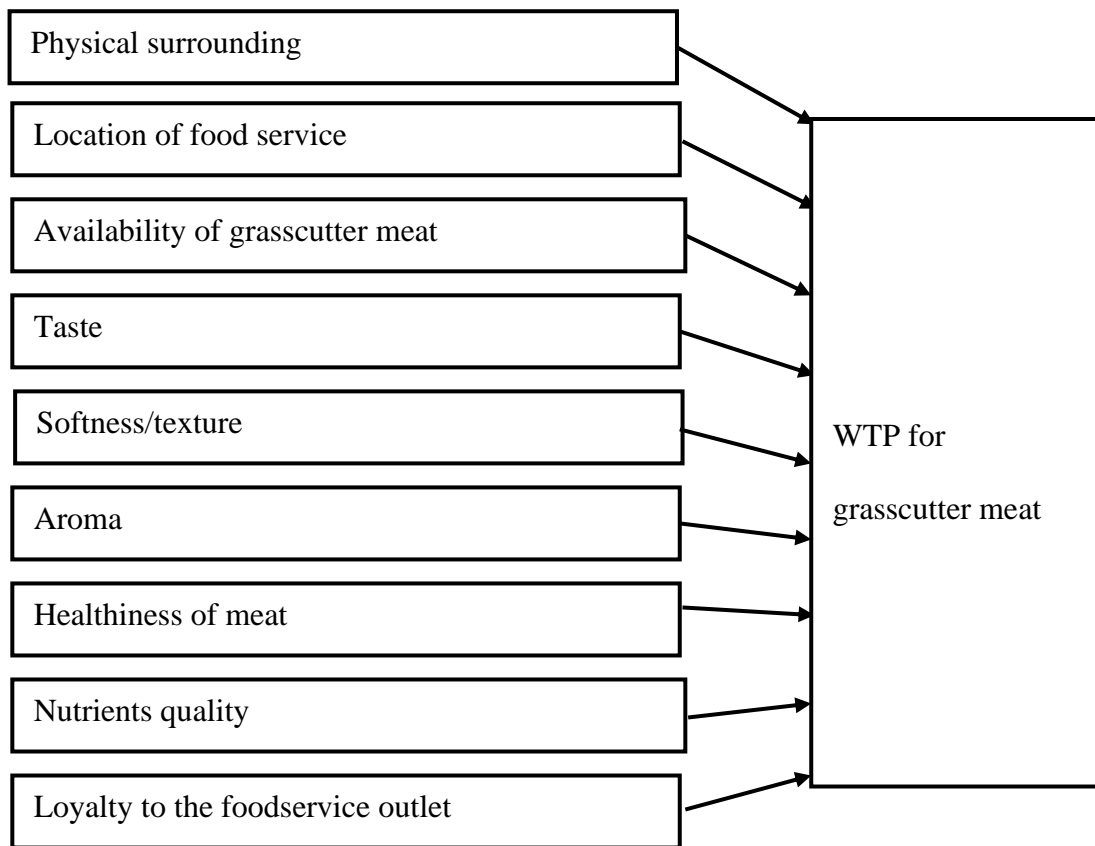 Physical surrounding
Location of food service
Availability of grasscutter meat
Taste
Softness/texture
Aroma
Healthiness of meat
Nutrients quality
Loyalty to the foodservice outlet
WTP for
grasscutter meat